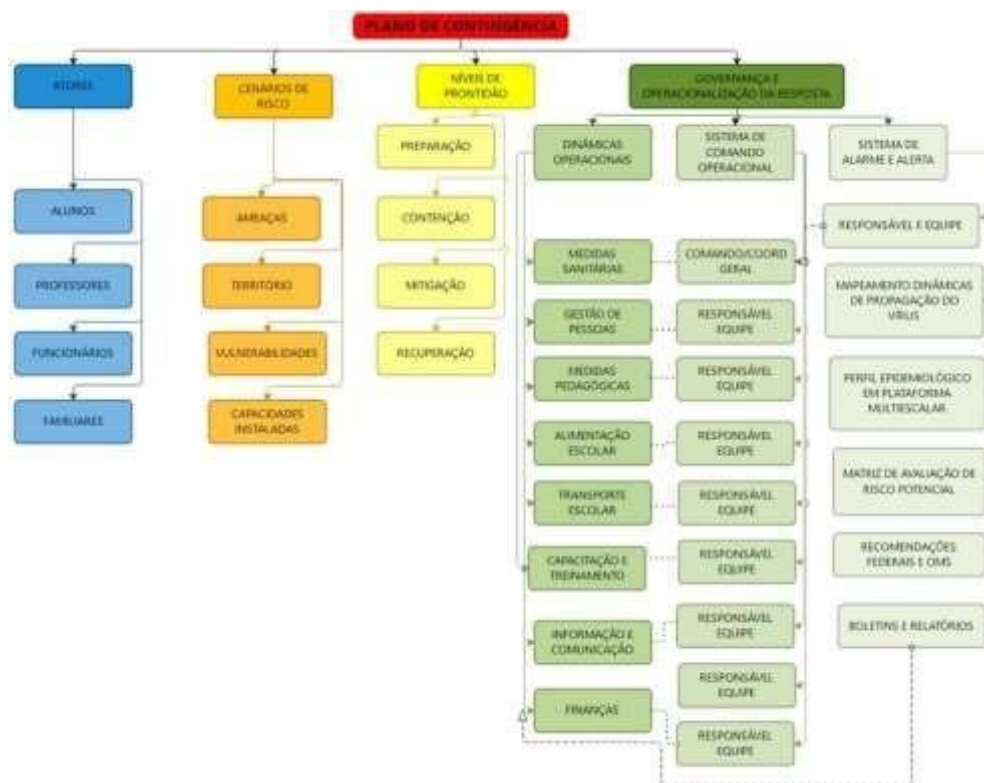 PLANO DE CONTINGÊNCIA
ATORES
CENÁRIOS DE
RISCO
NÍVEIS DE
PRONTIDÃO
GOVERNANÇA E
OPERACIONALIZAÇÃO DA RESPOSTA
ALUNOS
PROFESSORES
FUNCIONÁRIOS
FAMILIARES
AMEAÇAS
TERRITÓRIO
VULNERABILIDADES
CAPACIDADES
INSTALADAS
PREPARAÇÃO
CONTENÇÃO
MITIGAÇÃO
RECUPERAÇÃO
DINÂMICAS
OPERACIONAIS
MEDIDAS
SANITÁRIAS
GESTÃO DE
PESSOAS
MEDIDAS
PEDAGÓGICAS
ALIMENTAÇÃO
ESCOLAR
TRANSPORTE
ESCOLAR
CAPACITAÇÃO E
TREINAMENTO
INFORMAÇÃO E
COMUNICAÇÃO
FINANÇAS
SISTEMA DE
COMANDO
OPERACIONAL
COMANDO/COORD
GERAL
RESPONSÁVEL
EQUIPE
RESPONSÁVEL
EQUIPE
RESPONSÁVEL
EQUIPE
RESPONSÁVEL
EQUIPE
RESPONSÁVEL
EQUIPE
RESPONSÁVEL
EQUIPE
RESPONSÁVEL
EQUIPE
RESPONSÁVEL
EQUIPE
SISTEMA DE
ALARME E ALERTA
RESPONSÁVEL E EQUIPE
MAPEAMENTO DINÂMICAS
DE PROPAGAÇÃO DO
VÍRUS
PERFIL EPIDEMIOLÓGICO
EM PLATAFORMA
MULTIESCALAR
MATRIZ DE AVALIAÇÃO DE
RISCO POTENCIAL
RECOMENDAÇÕES
FEDERAIS E OMS
BOLETINS E RELATÓRIOS